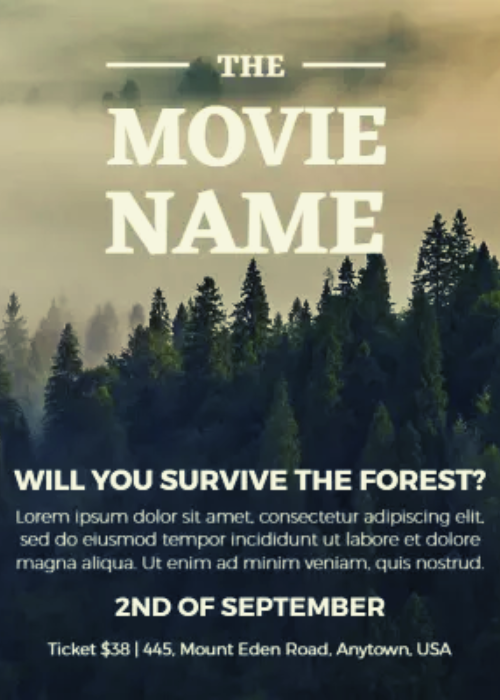 THE
MOVIE
NAME
WILL YOU SURVIVE THE FOREST?
Lorem ipsum dolor sit amet, consectetur adipiscing elit,
sed do eiusmod tempor incididunt ut labore et dolore
magna aliqua. Ut enim ad minim veniam, quis nostrud.
2ND OF SEPTEMBER
Ticket $38 | 445, Mount Eden Road, Anytown, USA